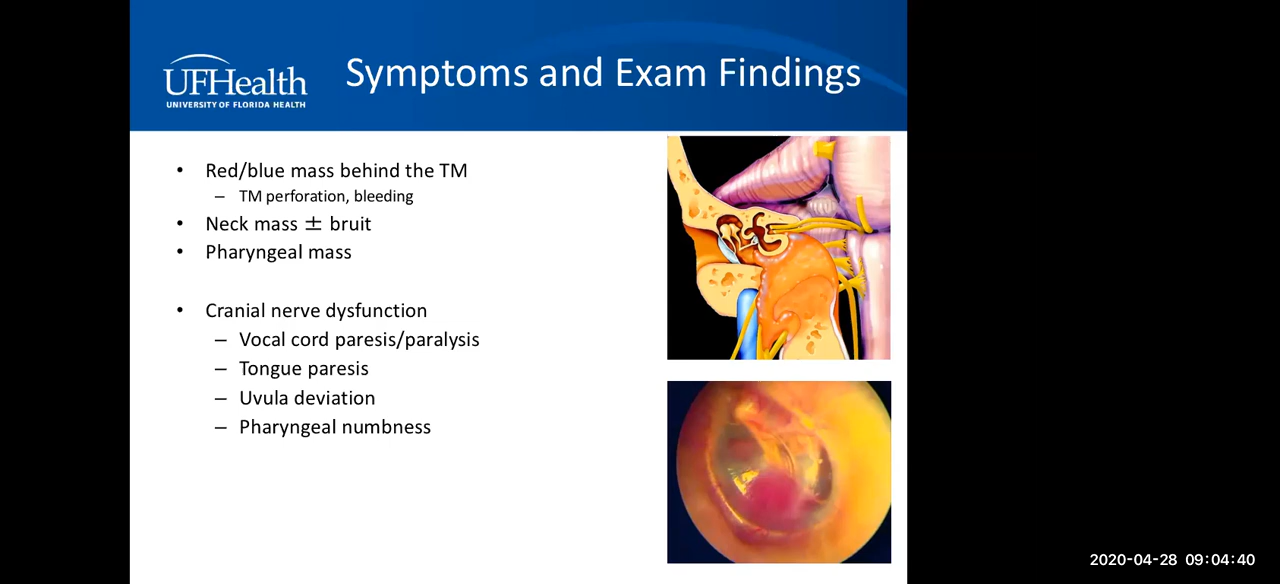 UFHealth
UNIVERSITY OF FLORIDA HEALTH
Symptoms and Exam Findings
• Red/blue mass behind the TM
– TM perforation, bleeding
• Neck mass ± bruit
• Pharyngeal mass
• Cranial nerve dysfunction
– Vocal cord paresis/paralysis
– Tongue paresis
– Uvula deviation
– Pharyngeal numbness
2020-04-28 09:04:40